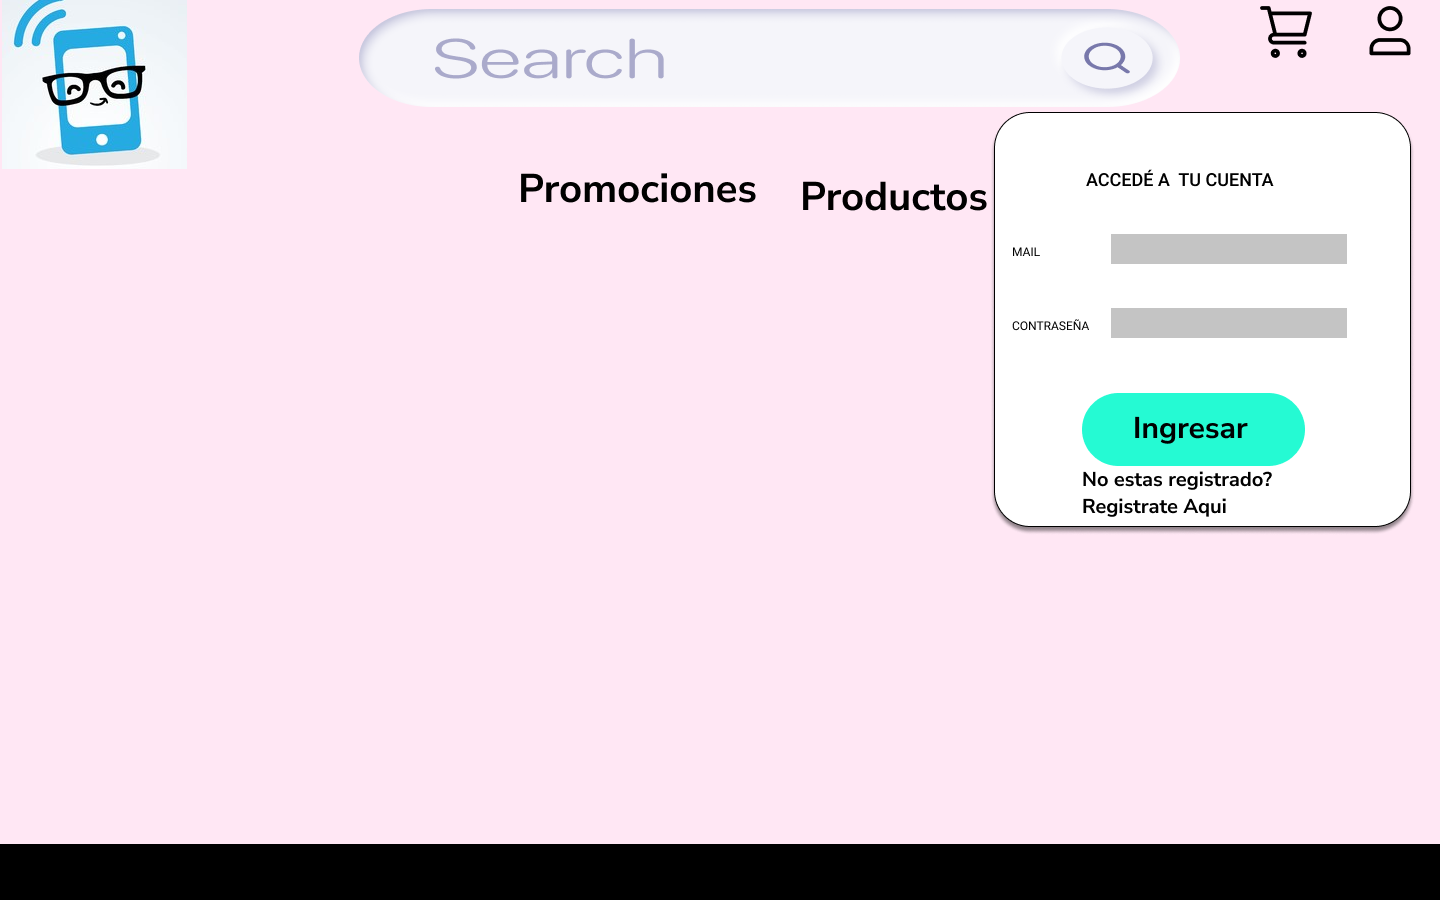 Search
Promociones
Productos
ACCEDÉ A  TU CUENTA
MAIL
CONTRASEÑA
Ingresar
No estas registrado?
Registrate Aqui